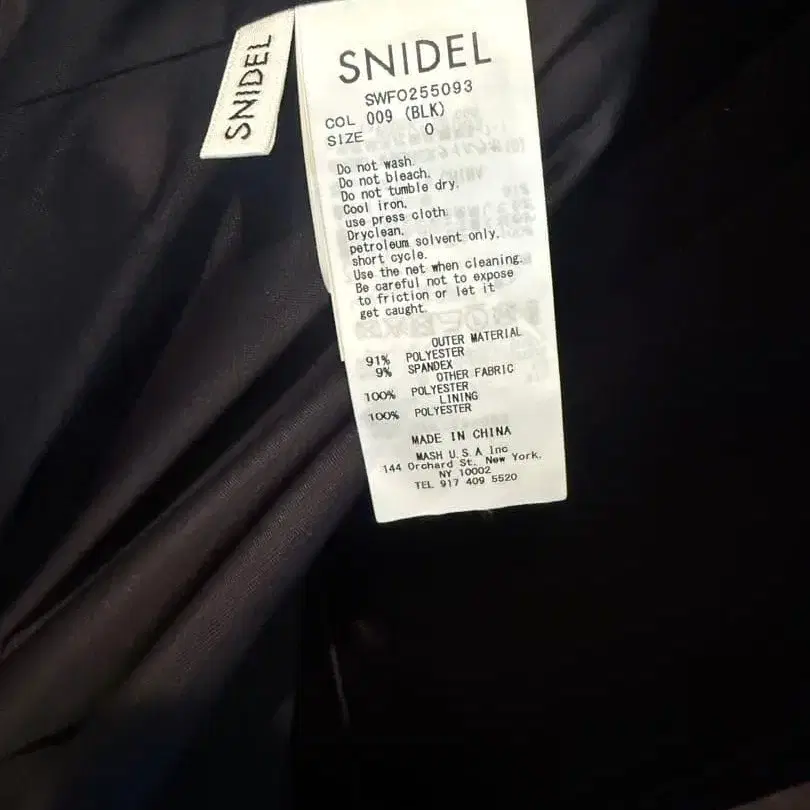 SNIDEL
SNIDEL
SWFO255093
COL 009 (BLK)
SIZE 0
Do not wash.
Do not bleach.
Do not tumble dry.
Cool iron.
use press cloth.
Dryclean.
petroleum solvent only.
short cycle.
Use the net when cleaning.
Be careful not to expose
to friction or let it
get caught.
OUTER MATERIAL
91% POLYESTER
9% SPANDEX
OTHER FABRIC
100% POLYESTER
LINING
100% POLYESTER
MADE IN CHINA
MASH U.S.A Inc
144 Orchard St. New York,
NY 10002
TEL 917 409 5520